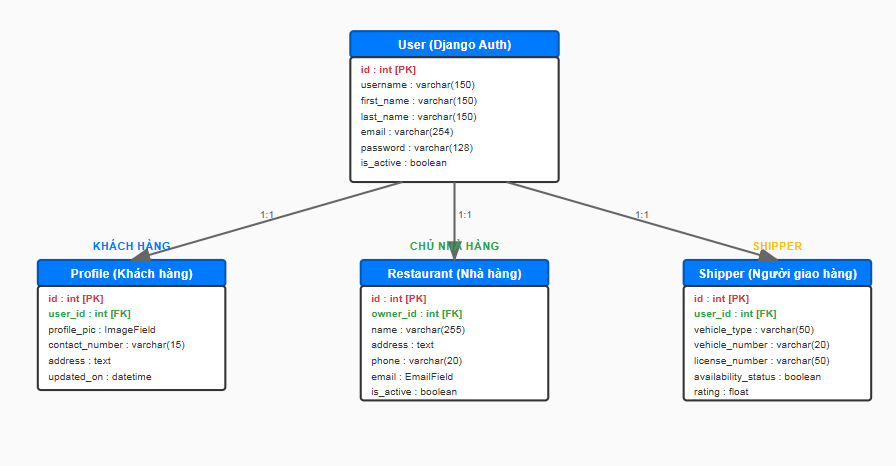 User (Django Auth)
id : int [PK]
username : varchar(150)
first_name : varchar(150)
last_name : varchar(150)
email : varchar(254)
password : varchar(128)
is_active : boolean
1:1
1:1
1:1
KHÁCH HÀNG
CHỦ NHÀ HÀNG
SHIPPER
Profile (Khách hàng)
id : int [PK]
user_id : int [FK]
profile_pic : ImageField
contact_number : varchar(15)
address : text
updated_on : datetime
Restaurant (Nhà hàng)
id : int [PK]
owner_id : int [FK]
name : varchar(255)
address : text
phone : varchar(20)
email : EmailField
is_active : boolean
Shipper (Người giao hàng)
id : int [PK]
user_id : int [FK]
vehicle_type : varchar(50)
vehicle_number : varchar(20)
license_number : varchar(50)
availability_status : boolean
rating : float